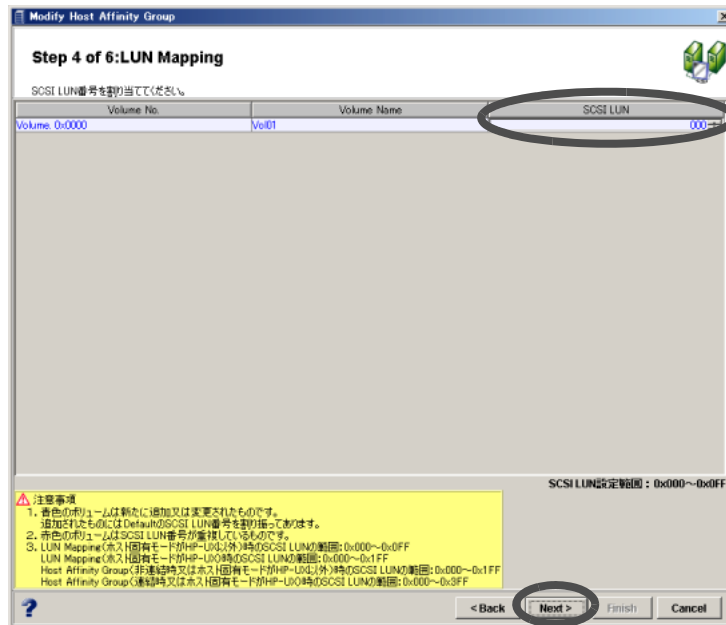 Modify Host Affinity Group
Step 4 of 6:LUN Mapping
SCSI LUN番号を割り当ててください。
Volume No. Volume Name SCSI LUN
Volume. 0x0000 Vol01 000
SCSI LUN設定範囲：0x000～0x0FF
注意事項
1. 青色のボリュームは新たに追加又は変更されたものです。
追加されたものにはDefaultのSCSI LUN番号を割り振ってあります。
2. 赤色のボリュームはSCSI LUN番号が重複しているものです。
3. LUN Mapping(ホスト固有モードがHP-UX以外)時のSCSI LUNの範囲:0x000～0x0FF
LUN Mapping(ホスト固有モードがHP-UX)時のSCSI LUNの範囲:0x000～0x1FF
Host Affinity Group(非連結時又はホスト固有モードがHP-UX以外)時のSCSI LUNの範囲:0x000～0x1FF
Host Affinity Group(連結時又はホスト固有モードがHP-UX)時のSCSI LUNの範囲:0x000～0x3FF
? < Back Next > Finish Cancel